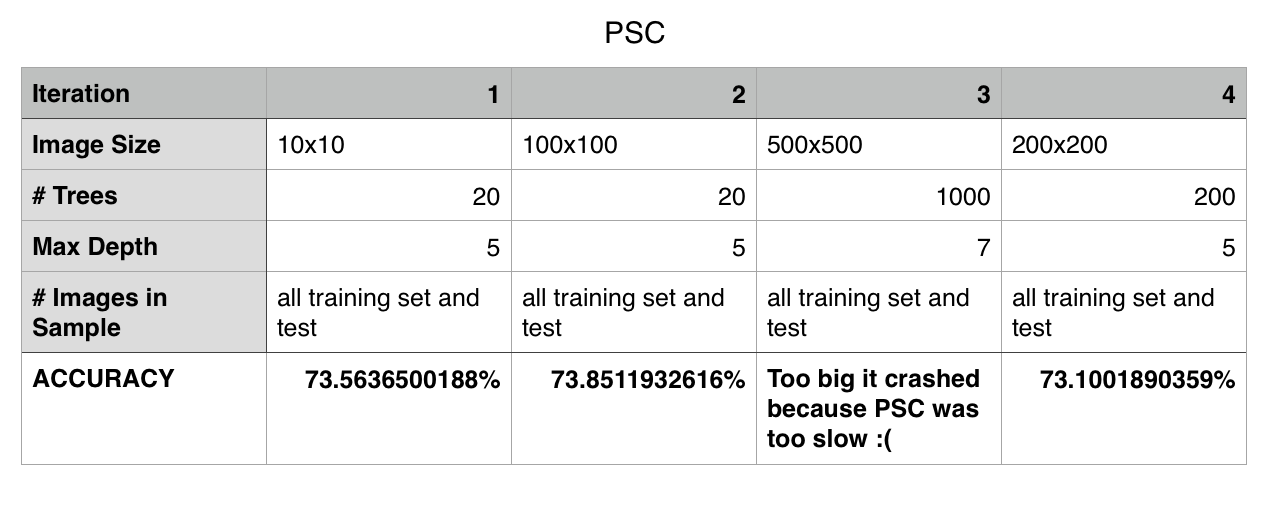 PSC
Iteration 1 2 3 4
Image Size 10x10 100x100 500x500 200x200
# Trees 20 20 1000 200
Max Depth 5 5 7 5
# Images in Sample all training set and test all training set and test all training set and test all training set and test
ACCURACY 73.5636500188% 73.8511932616% Too big it crashed because PSC was too slow :( 73.1001890359%